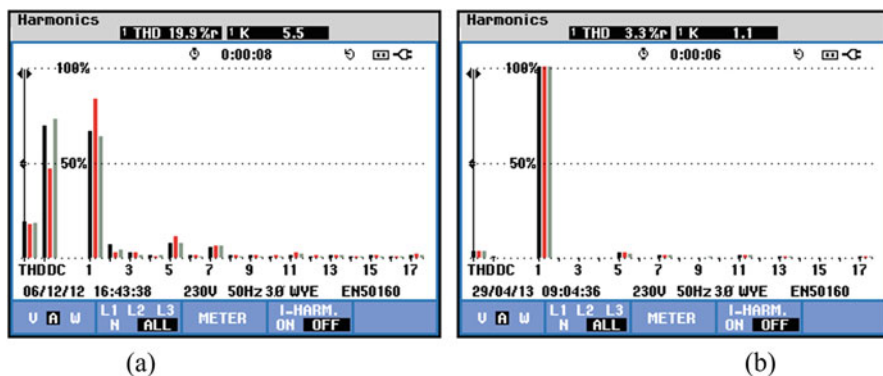 Harmonics
1 THD 19.9%r 1 K 5.5
0:00:08
100%
50%
THDDC 1 3 5 7 9 11 13 15 17
06/12/12 16:43:38 230V 50Hz 3Ø WYE EN50160
V A W L1 L2 L3 N ALL METER I-HARM. ON OFF
(a)
Harmonics
1 THD 3.3%r 1 K 1.1
0:00:06
100%
50%
THDDC 1 3 5 7 9 11 13 15 17
29/04/13 09:04:36 230V 50Hz 3Ø WYE EN50160
V A W L1 L2 L3 N ALL METER I-HARM. ON OFF
(b)